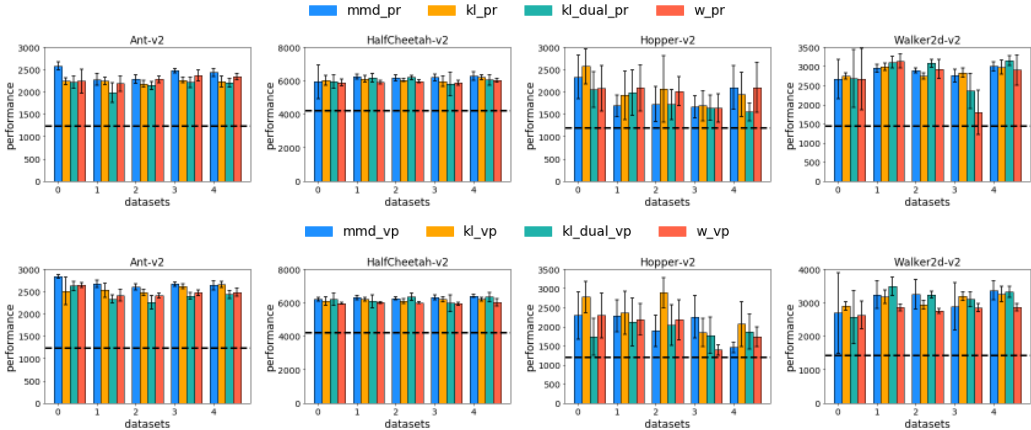 mmd_pr kl_pr kl_dual_pr w_pr
Ant-v2 HalfCheetah-v2 Hopper-v2 Walker2d-v2
3000 8000 3000 3500
2500 6000 2500 3000
2000 4000 2000 2500
1500 2000 1500 2000
1000 0 1000 1500
500 500 1000
0 0 500
0
performance performance performance performance
0 1 2 3 4 0 1 2 3 4 0 1 2 3 4 0 1 2 3 4
datasets datasets datasets datasets
mmd_vp kl_vp kl_dual_vp w_vp
Ant-v2 HalfCheetah-v2 Hopper-v2 Walker2d-v2
3000 8000 3500 4000
2500 6000 3000 3000
2000 4000 2500 2000
1500 2000 2000 1000
1000 0 1500 0
500 1000
0 500
0
performance performance performance performance
0 1 2 3 4 0 1 2 3 4 0 1 2 3 4 0 1 2 3 4
datasets datasets datasets datasets